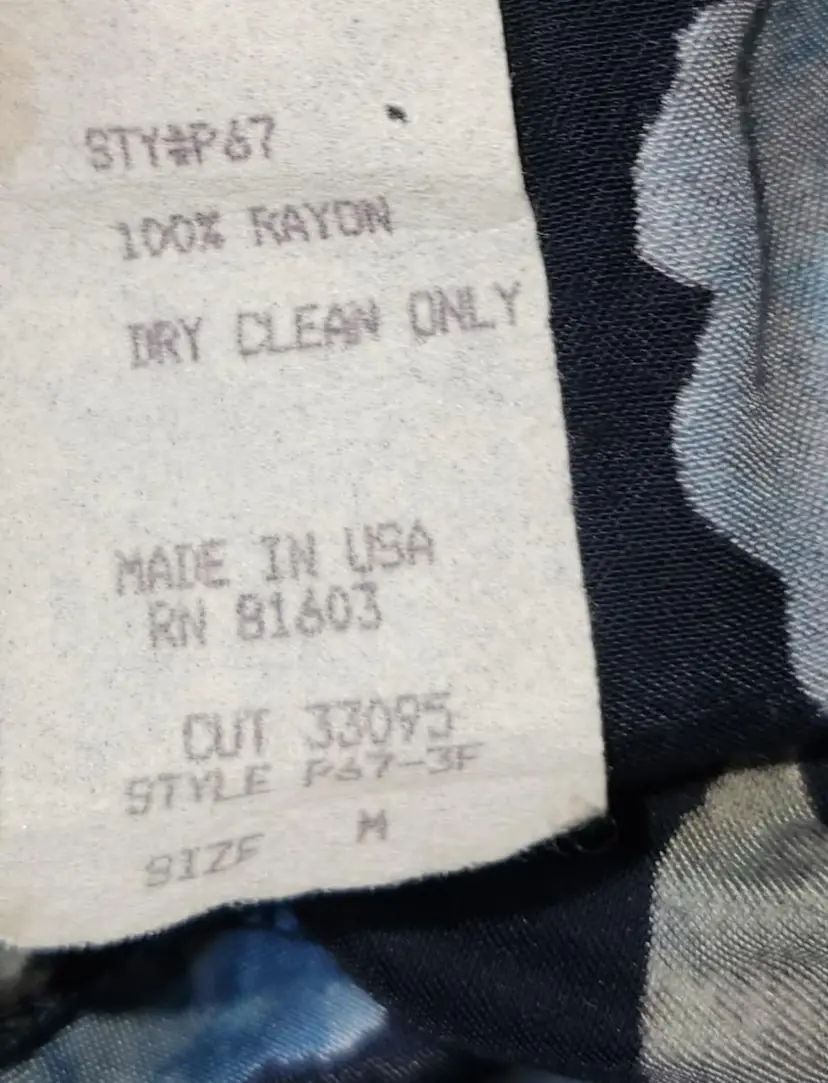 STY#P67
100% RAYON
DRY CLEAN ONLY
MADE IN USA
RN 81603
CUT 33095
STYLE P67-3F
SIZE M